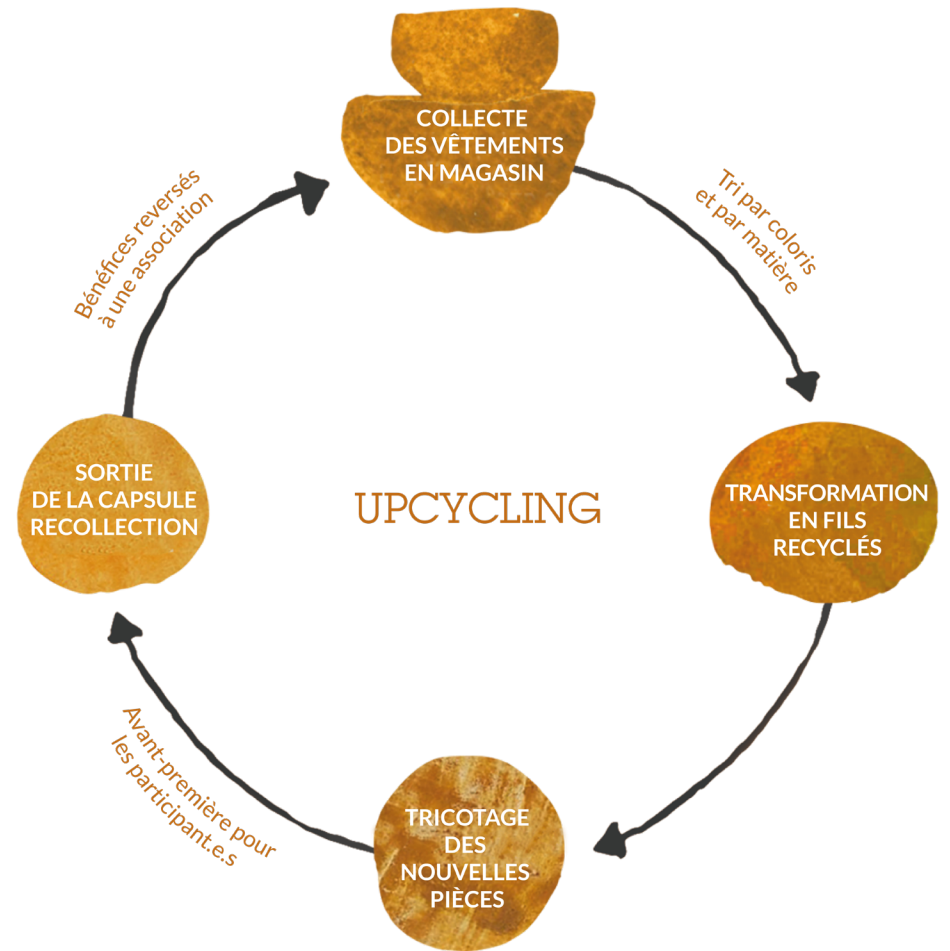 COLLECTE
DES VÊTEMENTS
EN MAGASIN
Tri par coloris
et par matière
TRANSFORMATION
EN FILS
RECYCLÉS
TRICOTAGE
DES
NOUVELLES
PIÈCES
Avant-première pour
les participant.e.s
SORTIE
DE LA CAPSULE
RECOLLECTION
Bénéfices reversés
à une association
UPCYCLING